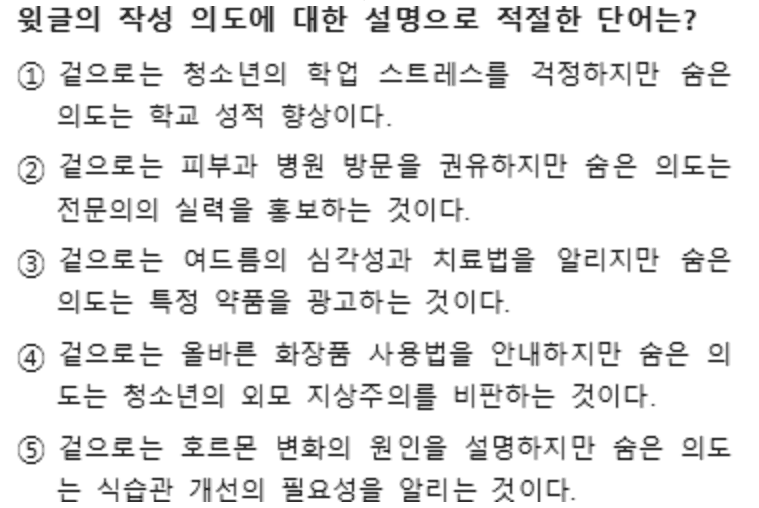 윗글의 작성 의도에 대한 설명으로 적절한 단어는?
① 겉으로는 청소년의 학업 스트레스를 걱정하지만 숨은
의도는 학교 성적 향상이다.
② 겉으로는 피부과 병원 방문을 권유하지만 숨은 의도는
전문의의 실력을 홍보하는 것이다.
③ 겉으로는 여드름의 심각성과 치료법을 알리지만 숨은
의도는 특정 약품을 광고하는 것이다.
④ 겉으로는 올바른 화장품 사용법을 안내하지만 숨은 의
도는 청소년의 외모 지상주의를 비판하는 것이다.
⑤ 겉으로는 호르몬 변화의 원인을 설명하지만 숨은 의도
는 식습관 개선의 필요성을 알리는 것이다.